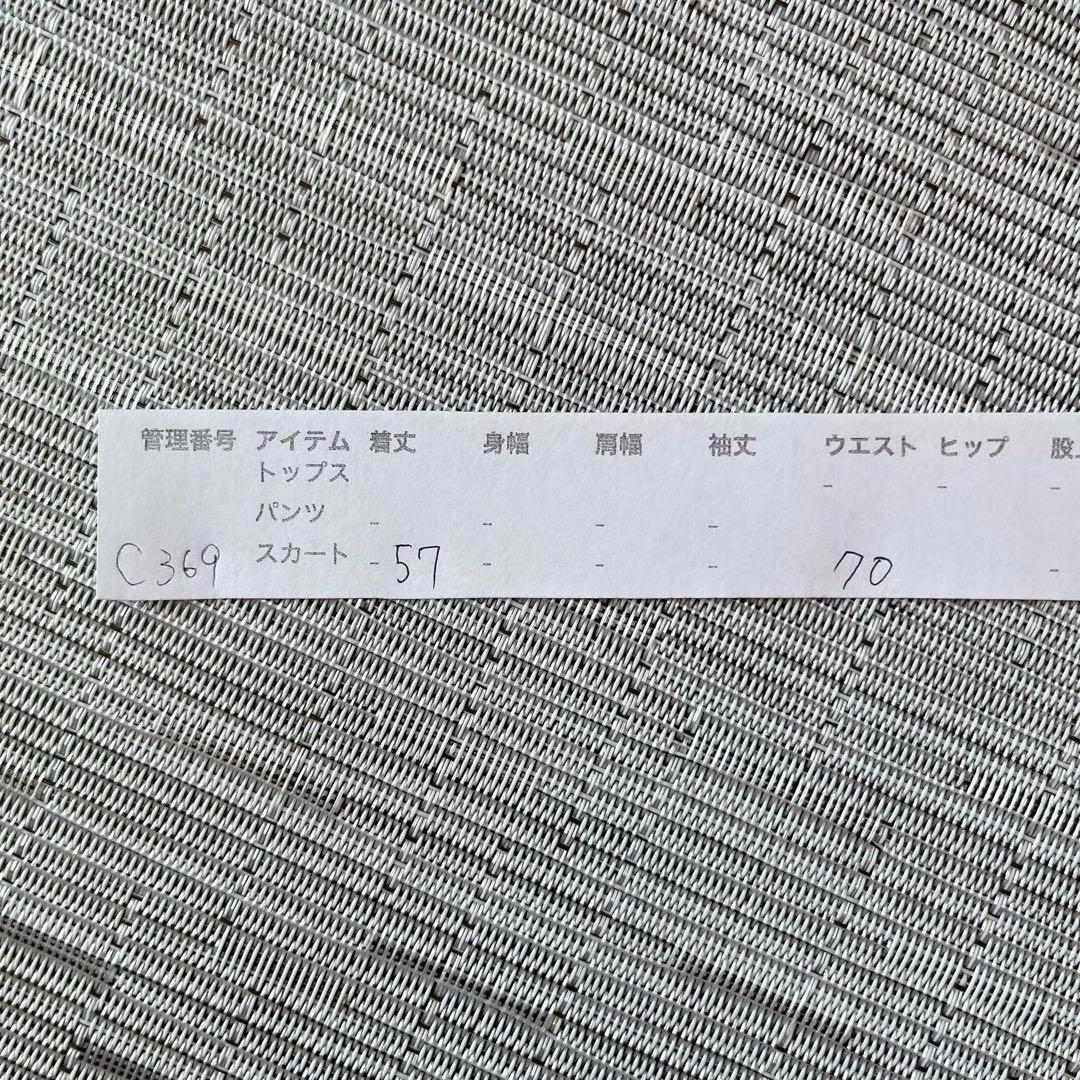 管理番号 アイテム 着丈 身幅 肩幅 袖丈 ウエスト ヒップ 股
トップス - - -
パンツ - - - -
C369 スカート - 57 - - - 70 -